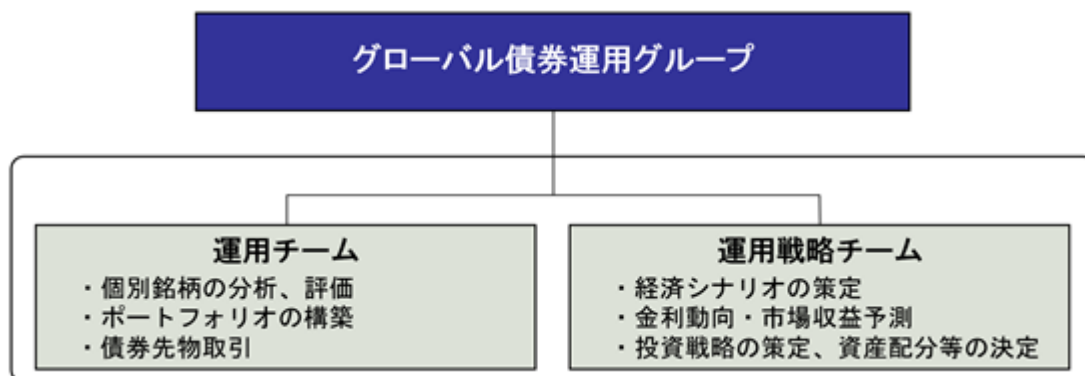 グローバル債券運用グループ
運用チーム
・個別銘柄の分析、評価
・ポートフォリオの構築
・債券先物取引
運用戦略チーム
・経済シナリオの策定
・金利動向・市場収益予測
・投資戦略の策定、資産配分等の決定